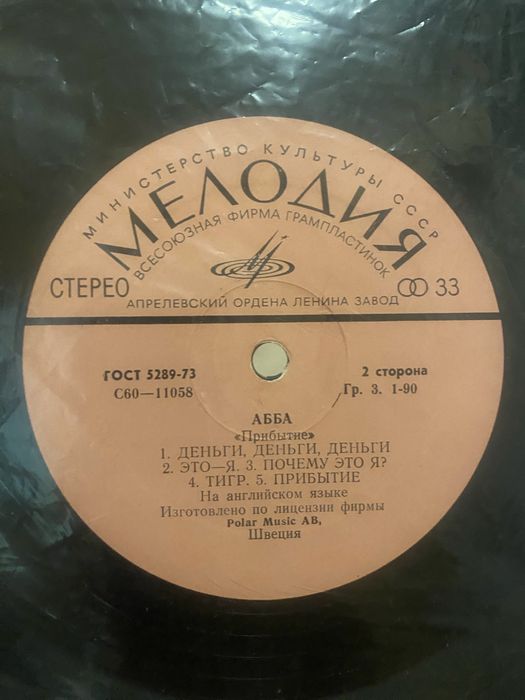 МИНИСТЕРСТВО КУЛЬТУРЫ СССР
МЕЛОДИЯ
ВСЕСОЮЗНАЯ ФИРМА ГРАМПЛАСТИНОК
СТЕРЕО
33
АПРЕЛЕВСКИЙ ОРДЕНА ЛЕНИНА ЗАВОД
ГОСТ 5289-73
2 сторона
С60—11058
Гр. 3. 1-90
АББА
«Прибытие»
1. ДЕНЬГИ, ДЕНЬГИ, ДЕНЬГИ
2. ЭТО—Я. 3. ПОЧЕМУ ЭТО Я?
4. ТИГР. 5. ПРИБЫТИЕ
На английском языке
Изготовлено по лицензии фирмы
Polar Music AB,
Швеция